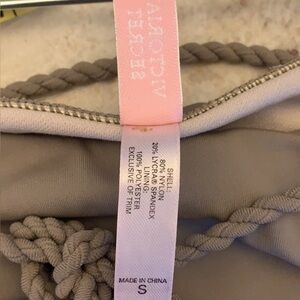 VICTORIA'S
SECRET
SHELL:
80% NYLON
20% LYCRA® SPANDEX
LINING:
100% POLYESTER
EXCLUSIVE OF TRIM
MADE IN CHINA
S